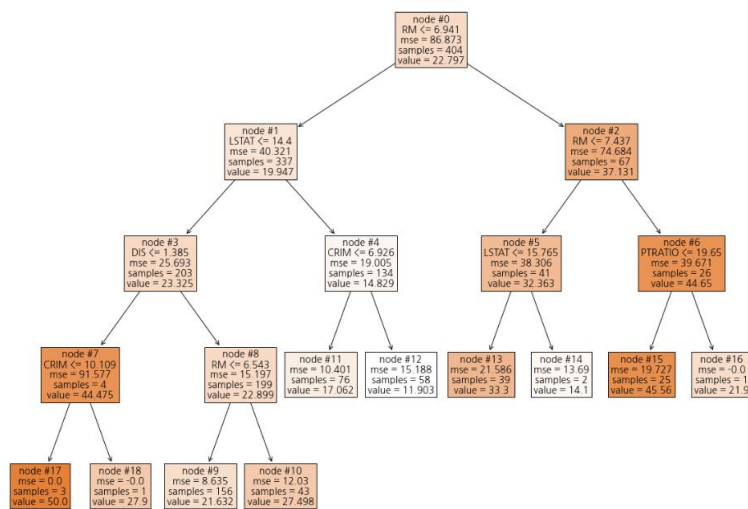 node #0
RM <= 6.941
mse = 86.873
samples = 404
value = 22.797
node #1
LSTAT <= 14.4
mse = 40.321
samples = 337
value = 19.947
node #2
RM <= 7.437
mse = 74.684
samples = 67
value = 37.131
node #3
DIS <= 1.385
mse = 25.693
samples = 203
value = 23.325
node #4
CRIM <= 6.926
mse = 19.005
samples = 134
value = 14.829
node #5
LSTAT <= 15.765
mse = 38.306
samples = 41
value = 32.363
node #6
PTRATIO <= 19.65
mse = 39.671
samples = 26
value = 44.65
node #7
CRIM <= 10.109
mse = 91.577
samples = 4
value = 44.475
node #8
RM <= 6.543
mse = 15.197
samples = 199
value = 22.899
node #11
mse = 10.401
samples = 76
value = 17.062
node #12
mse = 15.188
samples = 58
value = 11.903
node #13
mse = 21.586
samples = 39
value = 33.3
node #14
mse = 13.69
samples = 2
value = 14.1
node #15
mse = 19.727
samples = 25
value = 45.56
node #16
mse = -0.0
samples = 1
value = 21.9
node #17
mse = 0.0
samples = 3
value = 50.0
node #18
mse = -0.0
samples = 1
value = 27.9
node #9
mse = 8.635
samples = 156
value = 21.632
node #10
mse = 12.03
samples = 43
value = 27.498